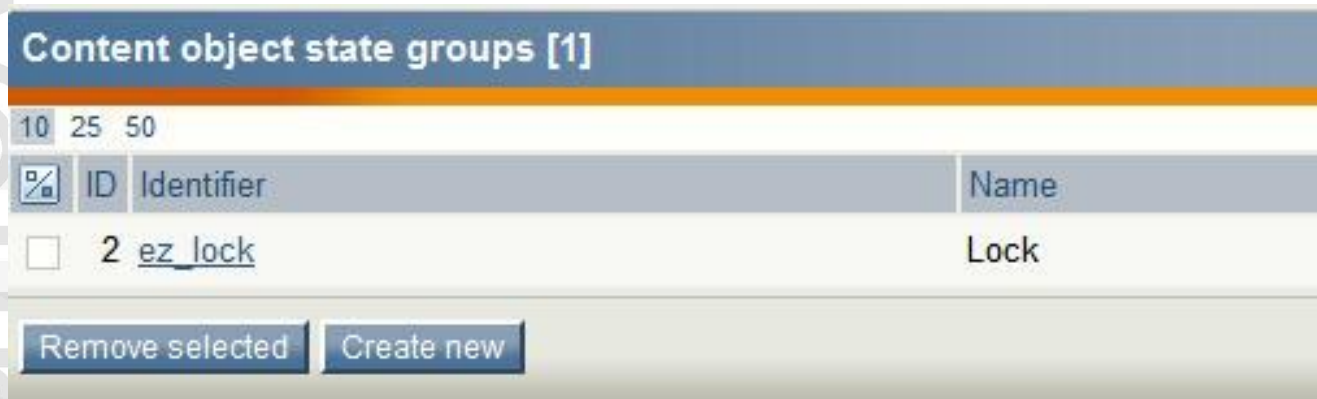 Content object state groups [1]
10 25 50
ID Identifier Name
2 ez_lock Lock
Remove selected Create new